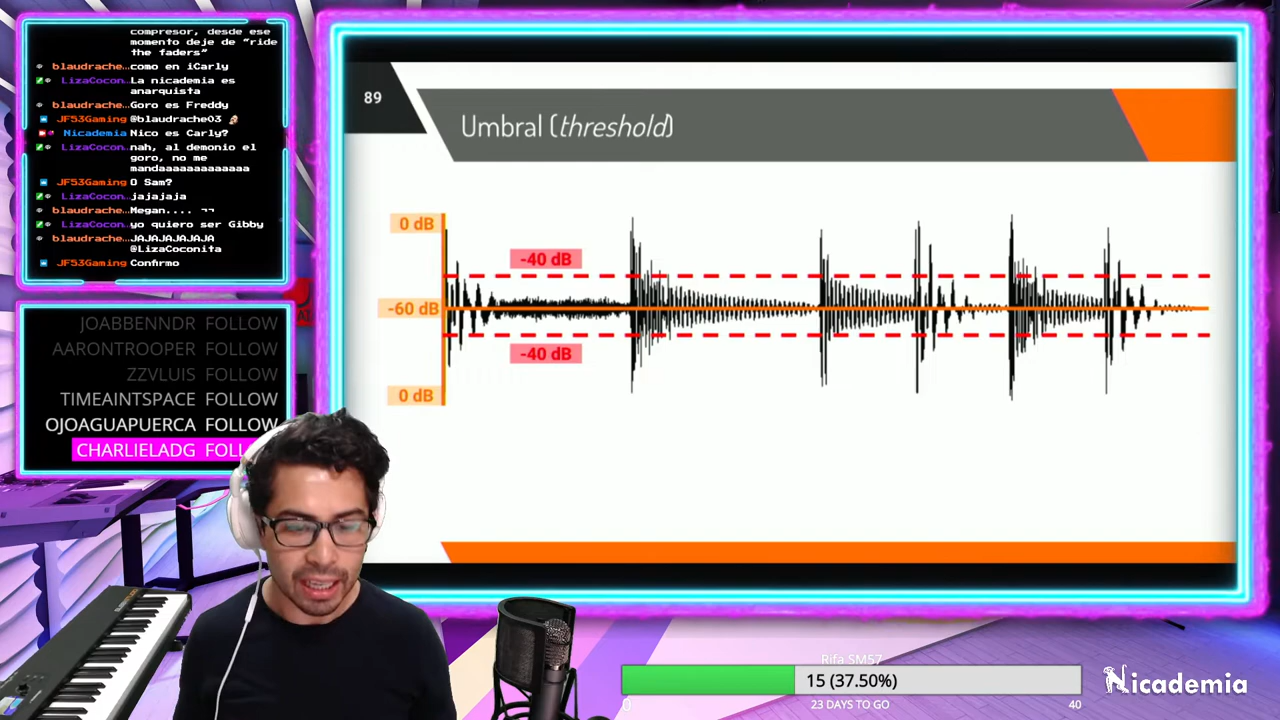 compresor, desde ese
momento deje de "ride
the faders"
blaudrache.. como en iCarly
LizaCocon.. La nicademia es
anarquista
blaudrache.. Goro es Freddy
JF53Gaming @blaudrache03
Nicademia Nico es Carly?
LizaCocon.. nah, al demonio el
goro, no me
mandaaaaaaaaaaaa
JF53Gaming O Sam?
LizaCocon.. jajajaja
blaudrache.. Megan.... ¬¬
LizaCocon.. yo quiero ser Gibby
blaudrache.. JAJAJAJAJAJA
@LizaCoconita
JF53Gaming Confirmo
JOABBENNDR FOLLOW
AARONTROOPER FOLLOW
ZZVLUIS FOLLOW
TIMEAINTSPACE FOLLOW
OJOAGUAPUERCA FOLLOW
CHARLIELADG FOLL
89
Umbral (threshold)
0 dB
-40 dB
-60 dB
-40 dB
0 dB
Rifa SM57
15 (37.50%)
0
23 DAYS TO GO
40
Nicademia